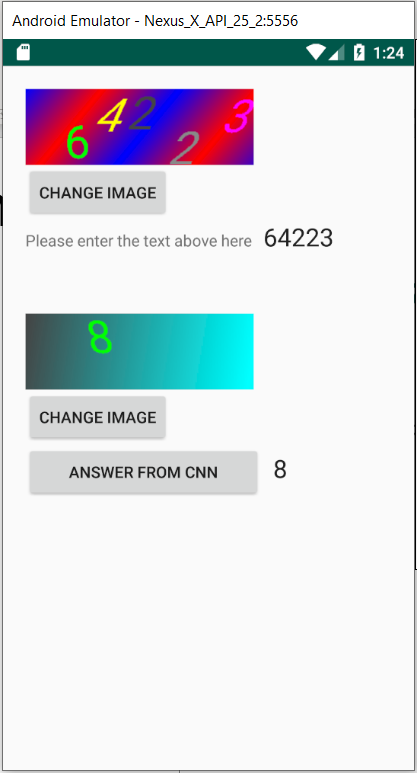 Android Emulator - Nexus_X_API_25_2:5556
1:24
6 4 2 2 3
CHANGE IMAGE
Please enter the text above here 64223
8
CHANGE IMAGE
ANSWER FROM CNN 8